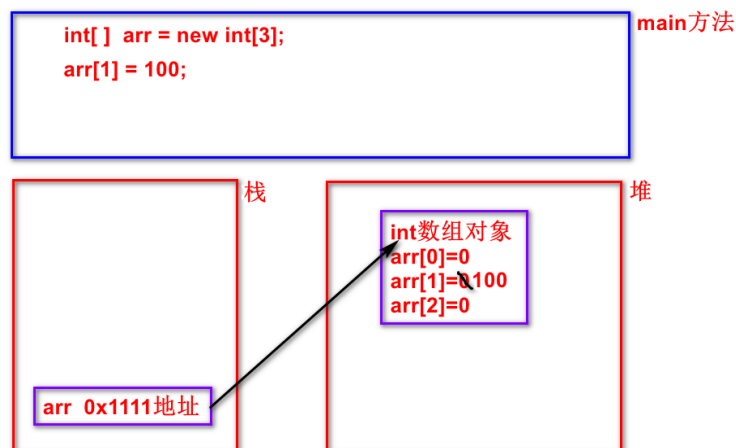 int[ ]  arr = new int[3];
arr[1] = 100;
main方法
栈
堆
int数组对象
arr[0]=0
arr[1]=0100
arr[2]=0
arr  0x1111地址